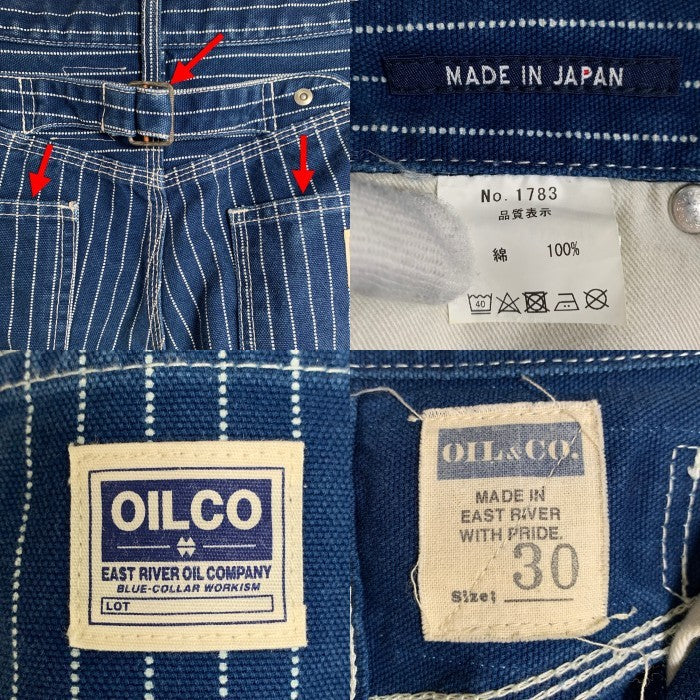 MADE IN JAPAN
No. 1783
品質表示
綿 100%
40
OILCO
EAST RIVER OIL COMPANY
BLUE-COLLAR WORKISM
LOT
OIL&CO.
MADE IN
EAST RIVER
WITH PRIDE.
Size: 30